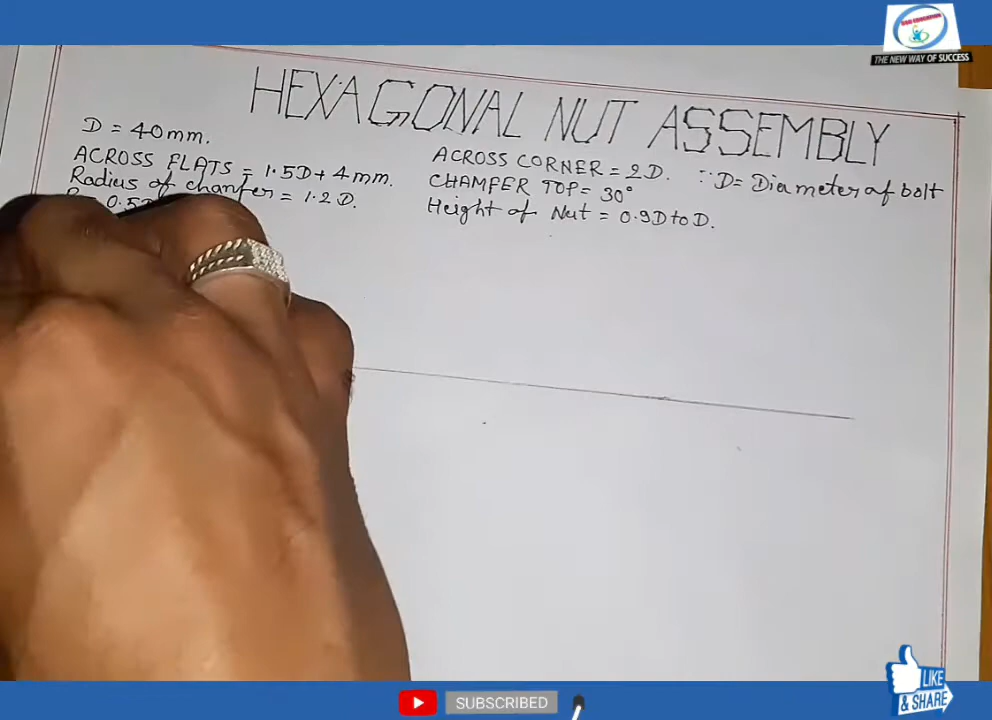 THE NEW WAY OF SUCCESS
HEXAGONAL NUT ASSEMBLY
D = 40mm.
ACROSS FLATS = 1.5D + 4mm.
Radius of chamfer = 1.2 D.
ACROSS CORNER = 2D. ∵ D = Diameter of bolt
CHAMFER TOP = 30°
Height of Nut = 0.9D to D.
LIKE
& SHARE
SUBSCRIBED